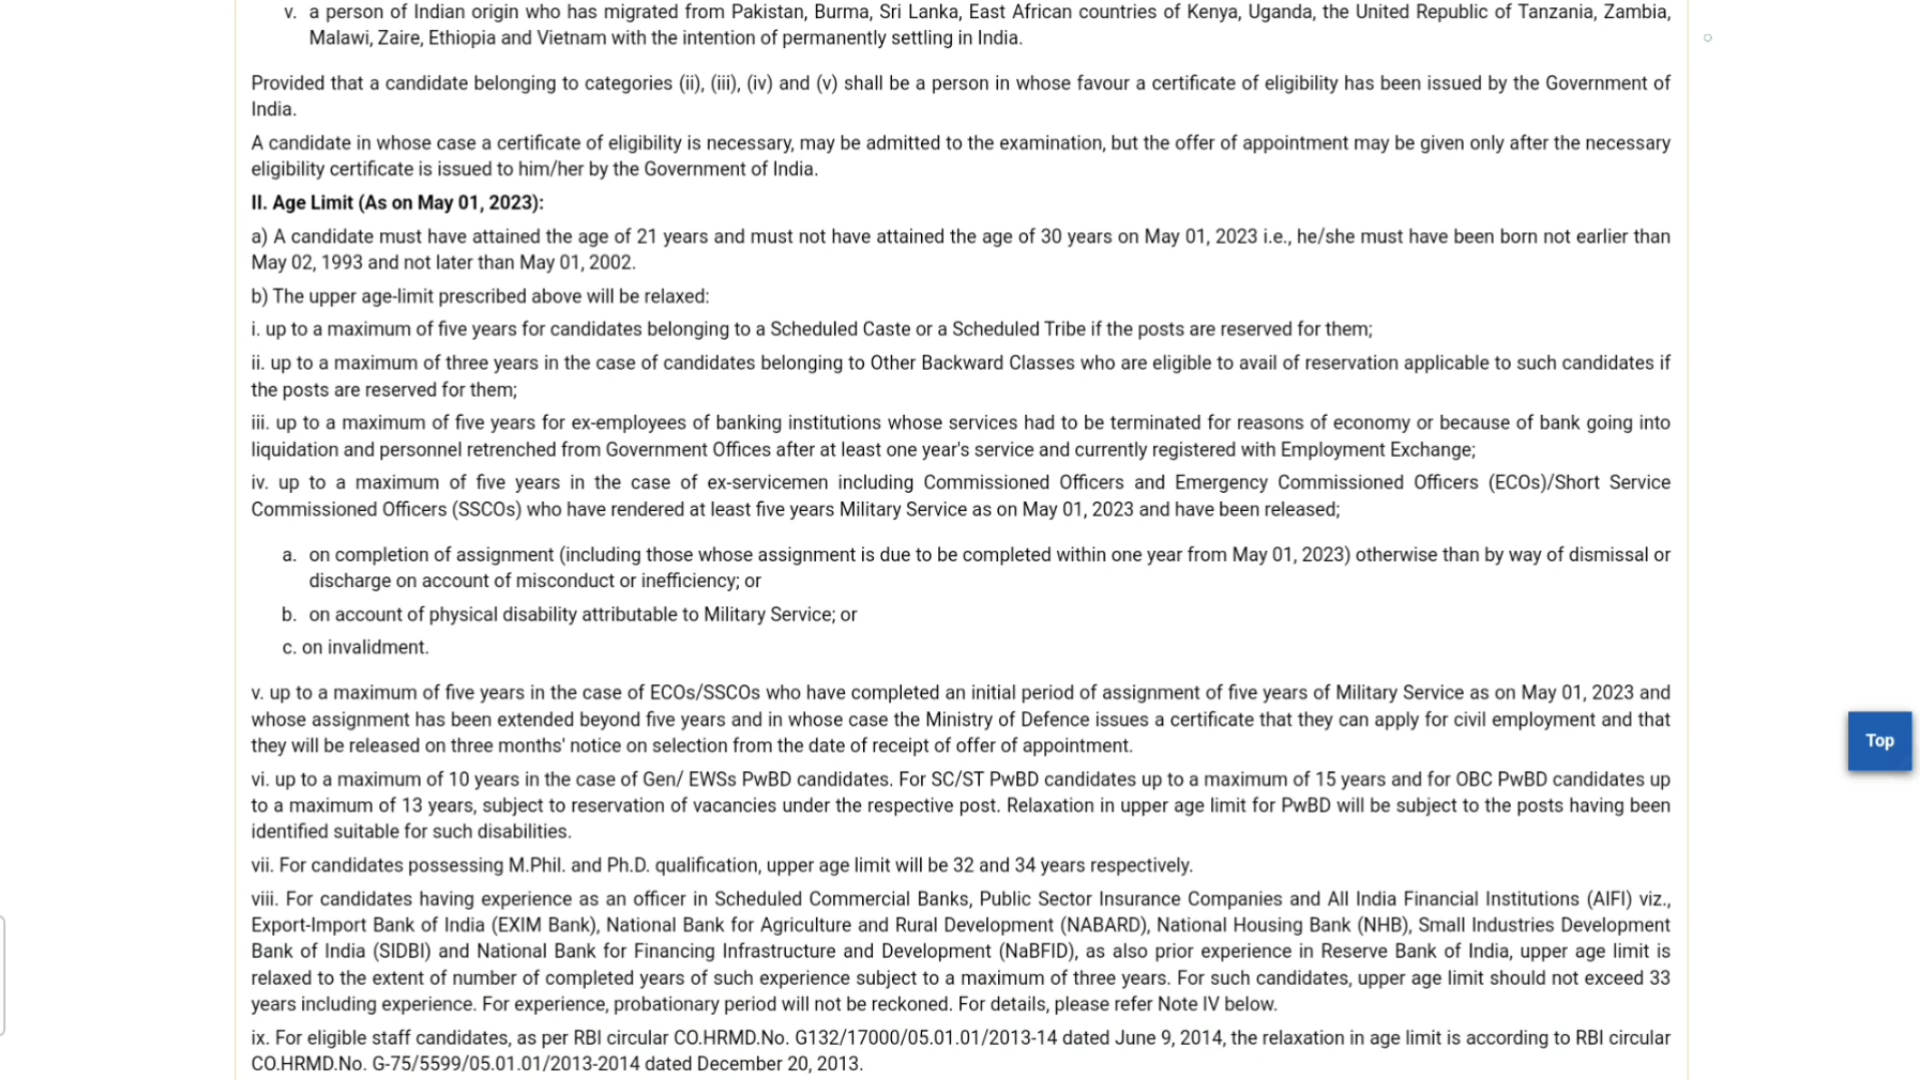 v. a person of Indian origin who has migrated from Pakistan, Burma, Sri Lanka, East African countries of Kenya, Uganda, the United Republic of Tanzania, Zambia,
Malawi, Zaire, Ethiopia and Vietnam with the intention of permanently settling in India.
Provided that a candidate belonging to categories (ii), (iii), (iv) and (v) shall be a person in whose favour a certificate of eligibility has been issued by the Government of
India.
A candidate in whose case a certificate of eligibility is necessary, may be admitted to the examination, but the offer of appointment may be given only after the necessary
eligibility certificate is issued to him/her by the Government of India.
II. Age Limit (As on May 01, 2023):
a) A candidate must have attained the age of 21 years and must not have attained the age of 30 years on May 01, 2023 i.e., he/she must have been born not earlier than
May 02, 1993 and not later than May 01, 2002.
b) The upper age-limit prescribed above will be relaxed:
i. up to a maximum of five years for candidates belonging to a Scheduled Caste or a Scheduled Tribe if the posts are reserved for them;
ii. up to a maximum of three years in the case of candidates belonging to Other Backward Classes who are eligible to avail of reservation applicable to such candidates if
the posts are reserved for them;
iii. up to a maximum of five years for ex-employees of banking institutions whose services had to be terminated for reasons of economy or because of bank going into
liquidation and personnel retrenched from Government Offices after at least one year's service and currently registered with Employment Exchange;
iv. up to a maximum of five years in the case of ex-servicemen including Commissioned Officers and Emergency Commissioned Officers (ECOs)/Short Service
Commissioned Officers (SSCOs) who have rendered at least five years Military Service as on May 01, 2023 and have been released;
a. on completion of assignment (including those whose assignment is due to be completed within one year from May 01, 2023) otherwise than by way of dismissal or
discharge on account of misconduct or inefficiency; or
b. on account of physical disability attributable to Military Service; or
c. on invalidment.
v. up to a maximum of five years in the case of ECOs/SSCOs who have completed an initial period of assignment of five years of Military Service as on May 01, 2023 and
whose assignment has been extended beyond five years and in whose case the Ministry of Defence issues a certificate that they can apply for civil employment and that
they will be released on three months' notice on selection from the date of receipt of offer of appointment.
Top
vi. up to a maximum of 10 years in the case of Gen/ EWSs PwBD candidates. For SC/ST PwBD candidates up to a maximum of 15 years and for OBC PwBD candidates up
to a maximum of 13 years, subject to reservation of vacancies under the respective post. Relaxation in upper age limit for PwBD will be subject to the posts having been
identified suitable for such disabilities.
vii. For candidates possessing M.Phil. and Ph.D. qualification, upper age limit will be 32 and 34 years respectively.
viii. For candidates having experience as an officer in Scheduled Commercial Banks, Public Sector Insurance Companies and All India Financial Institutions (AIFI) viz.,
Export-Import Bank of India (EXIM Bank), National Bank for Agriculture and Rural Development (NABARD), National Housing Bank (NHB), Small Industries Development
Bank of India (SIDBI) and National Bank for Financing Infrastructure and Development (NaBFID), as also prior experience in Reserve Bank of India, upper age limit is
relaxed to the extent of number of completed years of such experience subject to a maximum of three years. For such candidates, upper age limit should not exceed 33
years including experience. For experience, probationary period will not be reckoned. For details, please refer Note IV below.
ix. For eligible staff candidates, as per RBI circular CO.HRMD.No. G132/17000/05.01.01/2013-14 dated June 9, 2014, the relaxation in age limit is according to RBI circular
CO.HRMD.No. G-75/5599/05.01.01/2013-2014 dated December 20, 2013.